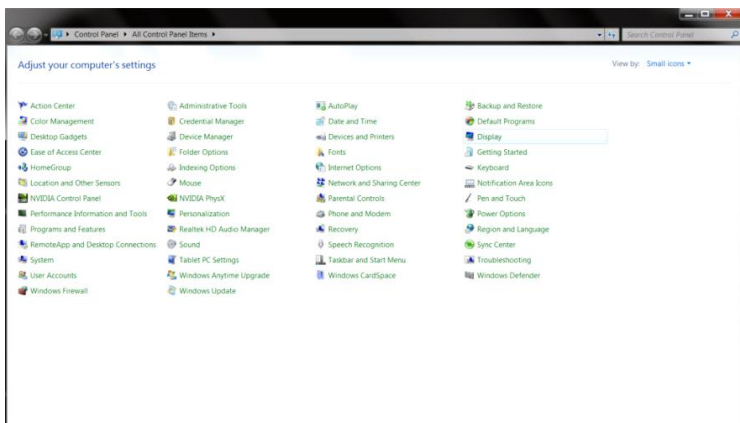 Control Panel ▸ All Control Panel Items ▸ Search Control Panel
Adjust your computer's settings View by: Small icons
Action Center Administrative Tools AutoPlay Backup and Restore
Color Management Credential Manager Date and Time Default Programs
Desktop Gadgets Device Manager Devices and Printers Display
Ease of Access Center Folder Options Fonts Getting Started
HomeGroup Indexing Options Internet Options Keyboard
Location and Other Sensors Mouse Network and Sharing Center Notification Area Icons
NVIDIA Control Panel NVIDIA PhysX Parental Controls Pen and Touch
Performance Information and Tools Personalization Phone and Modem Power Options
Programs and Features Realtek HD Audio Manager Recovery Region and Language
RemoteApp and Desktop Connections Sound Speech Recognition Sync Center
System Tablet PC Settings Taskbar and Start Menu Troubleshooting
User Accounts Windows Anytime Upgrade Windows CardSpace Windows Defender
Windows Firewall Windows Update